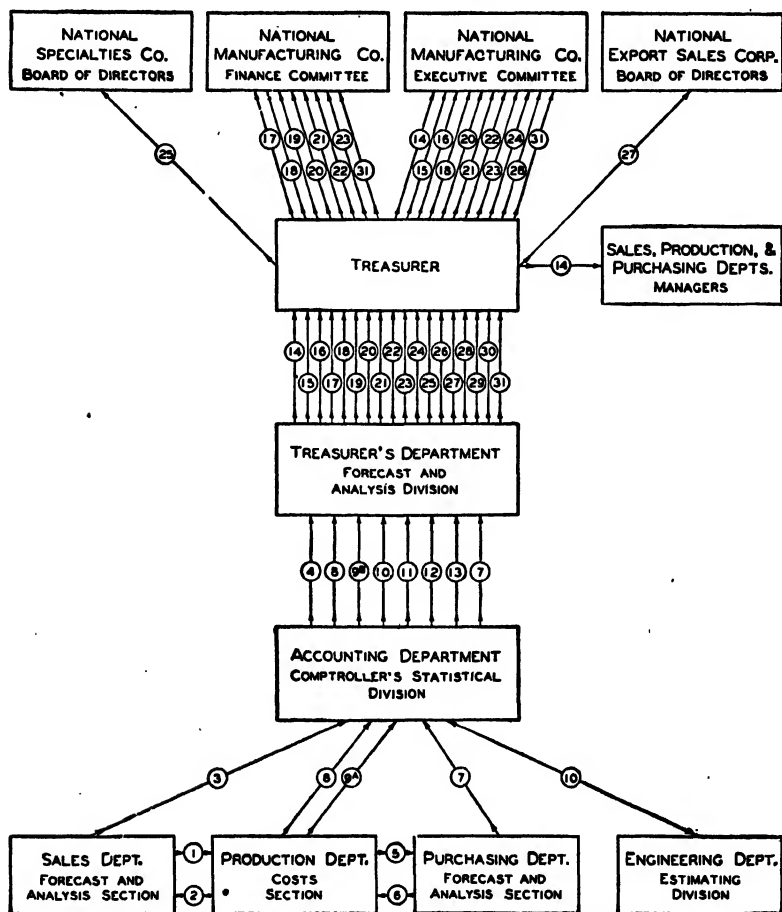 NATIONAL
SPECIALTIES CO.
BOARD OF DIRECTORS
NATIONAL
MANUFACTURING CO.
FINANCE COMMITTEE
NATIONAL
MANUFACTURING CO.
EXECUTIVE COMMITTEE
NATIONAL
EXPORT SALES CORP.
BOARD OF DIRECTORS
25
17 19 21 23
18 20 22 31
14 16 20 22 24 31
15 18 21 23 28
27
TREASURER
14
SALES, PRODUCTION, &
PURCHASING DEPTS.
MANAGERS
14 16 18 20 22 24 26 28 30
15 17 19 21 23 25 27 29 31
TREASURER'S DEPARTMENT
FORECAST AND
ANALYSIS DIVISION
4 8 9B 10 11 12 13 7
ACCOUNTING DEPARTMENT
COMPTROLLER'S STATISTICAL
DIVISION
3 8 9A 7 10
SALES DEPT.
FORECAST AND
ANALYSIS SECTION
1
2
PRODUCTION DEPT.
COSTS
SECTION
5
6
PURCHASING DEPT.
FORECAST AND
ANALYSIS SECTION
ENGINEERING DEPT.
ESTIMATING
DIVISION